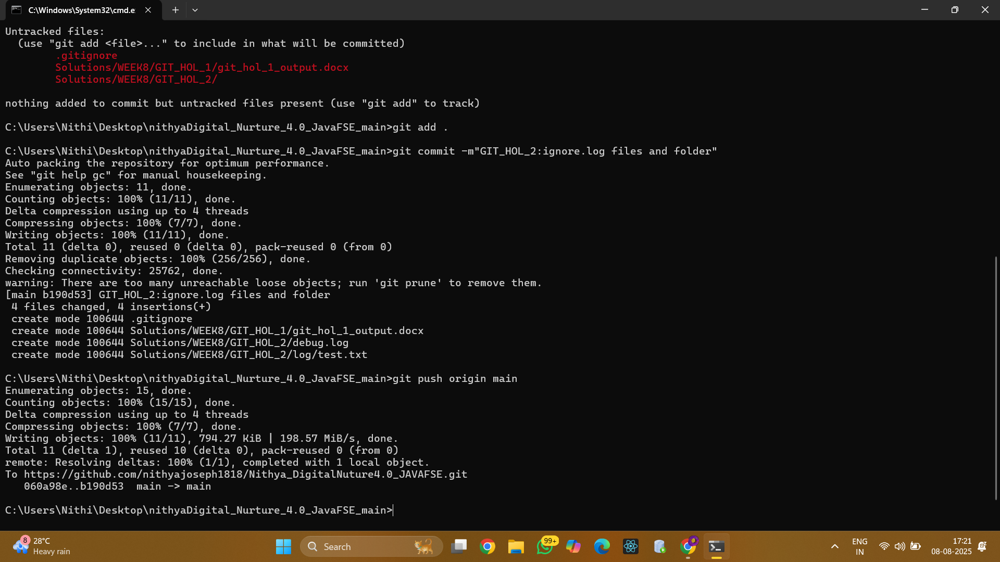 C:\Windows\System32\cmd.e
Untracked files:
(use "git add <file>..." to include in what will be committed)
.gitignore
Solutions/WEEK8/GIT_HOL_1/git_hol_1_output.docx
Solutions/WEEK8/GIT_HOL_2/
nothing added to commit but untracked files present (use "git add" to track)
C:\Users\Nithi\Desktop\nithyaDigital_Nurture_4.0_JavaFSE_main>git add .
C:\Users\Nithi\Desktop\nithyaDigital_Nurture_4.0_JavaFSE_main>git commit -m"GIT_HOL_2:ignore.log files and folder"
Auto packing the repository for optimum performance.
See "git help gc" for manual housekeeping.
Enumerating objects: 11, done.
Counting objects: 100% (11/11), done.
Delta compression using up to 4 threads
Compressing objects: 100% (7/7), done.
Writing objects: 100% (11/11), done.
Total 11 (delta 0), reused 0 (delta 0), pack-reused 0 (from 0)
Removing duplicate objects: 100% (256/256), done.
Checking connectivity: 25762, done.
warning: There are too many unreachable loose objects; run 'git prune' to remove them.
[main b190d53] GIT_HOL_2:ignore.log files and folder
4 files changed, 4 insertions(+)
create mode 100644 .gitignore
create mode 100644 Solutions/WEEK8/GIT_HOL_1/git_hol_1_output.docx
create mode 100644 Solutions/WEEK8/GIT_HOL_2/debug.log
create mode 100644 Solutions/WEEK8/GIT_HOL_2/log/test.txt
C:\Users\Nithi\Desktop\nithyaDigital_Nurture_4.0_JavaFSE_main>git push origin main
Enumerating objects: 15, done.
Counting objects: 100% (15/15), done.
Delta compression using up to 4 threads
Compressing objects: 100% (7/7), done.
Writing objects: 100% (11/11), 794.27 KiB | 198.57 MiB/s, done.
Total 11 (delta 1), reused 10 (delta 0), pack-reused 0 (from 0)
remote: Resolving deltas: 100% (1/1), completed with 1 local object.
To https://github.com/nithyajoseph1818/Nithya_DigitalNuture4.0_JAVAFSE.git
060a98e..b190d53  main -> main
C:\Users\Nithi\Desktop\nithyaDigital_Nurture_4.0_JavaFSE_main>
8
28°C
Heavy rain
Search
99+
ENG
IN
17:21
08-08-2025